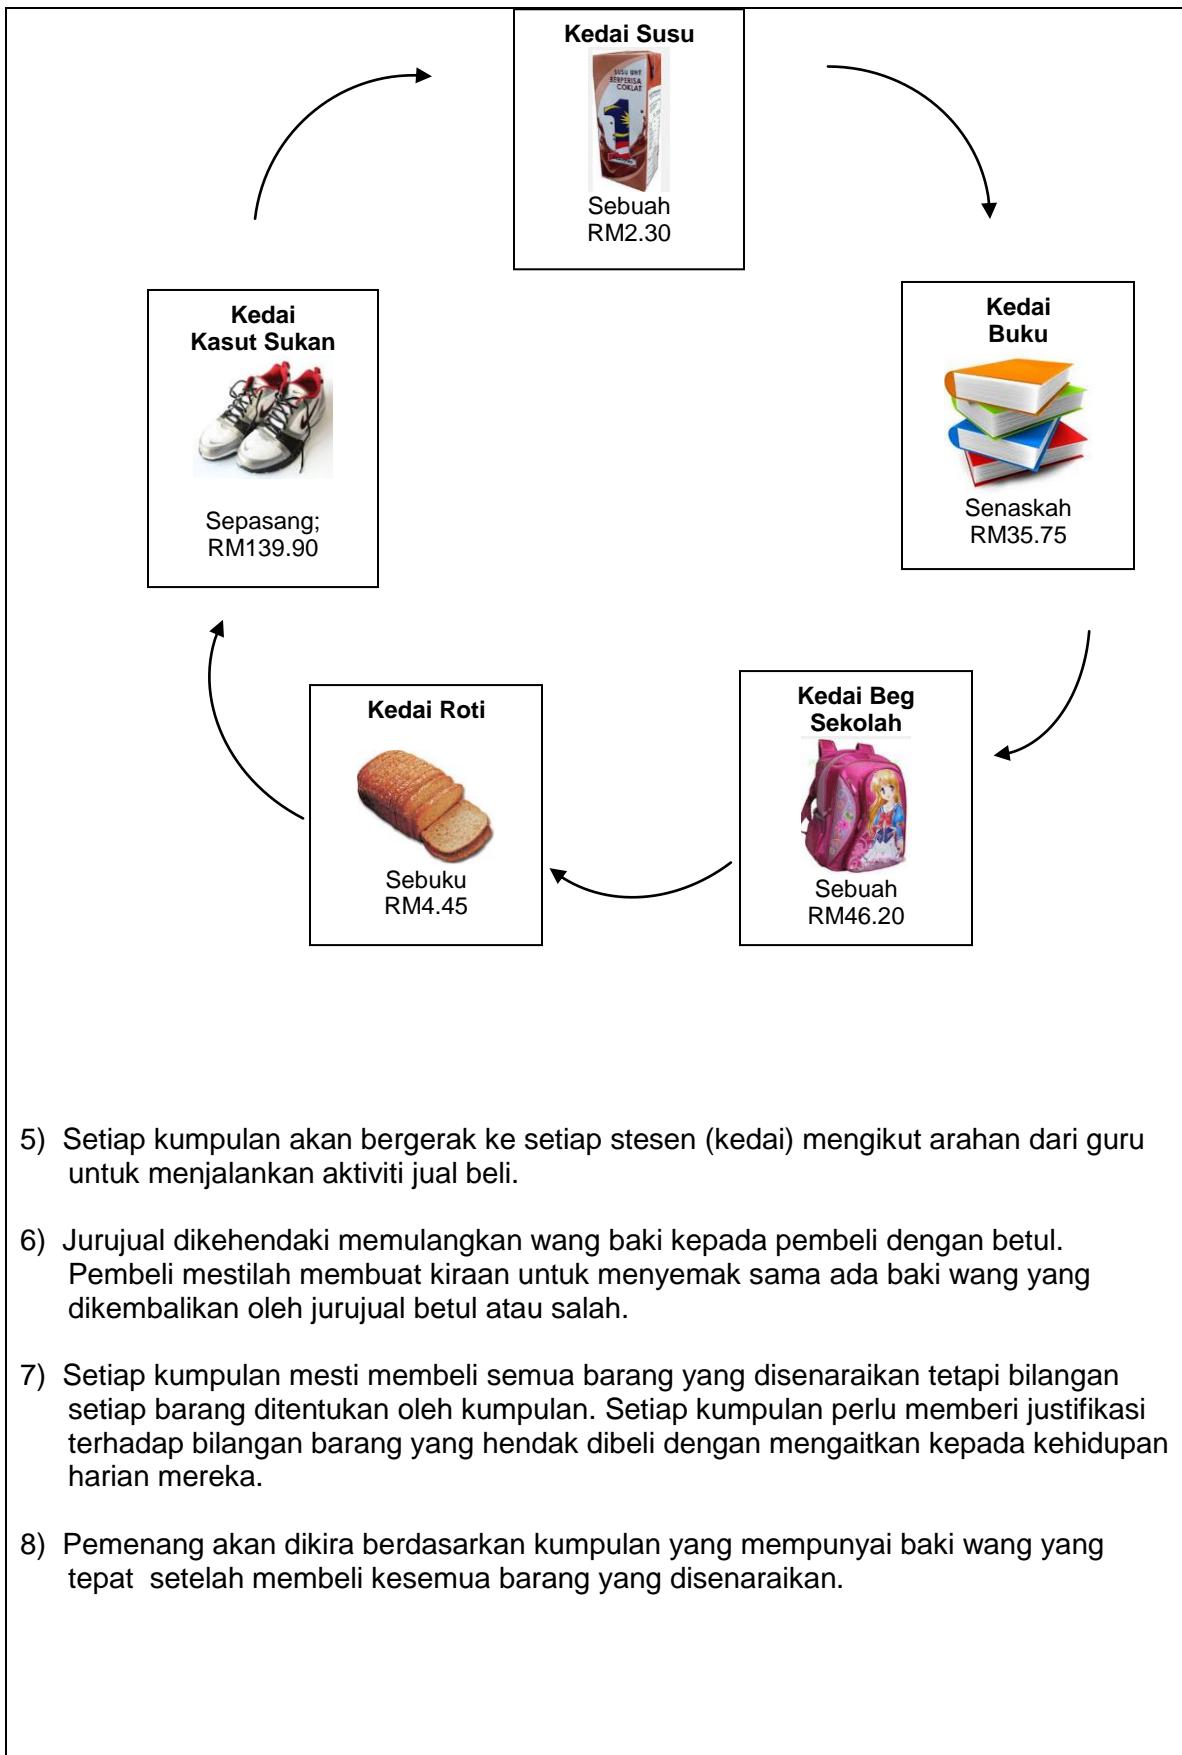 Kedai Susu
SUSU UHT
BERPERISA
COKLAT
1
Sebuah
RM2.30
Kedai
Buku
Senaskah
RM35.75
Kedai Beg
Sekolah
Sebuah
RM46.20
Kedai Roti
Sebuku
RM4.45
Kedai
Kasut Sukan
Sepasang;
RM139.90
5) Setiap kumpulan akan bergerak ke setiap stesen (kedai) mengikut arahan dari guru
untuk menjalankan aktiviti jual beli.
6) Jurujual dikehendaki memulangkan wang baki kepada pembeli dengan betul.
Pembeli mestilah membuat kiraan untuk menyemak sama ada baki wang yang
dikembalikan oleh jurujual betul atau salah.
7) Setiap kumpulan mesti membeli semua barang yang disenaraikan tetapi bilangan
setiap barang ditentukan oleh kumpulan. Setiap kumpulan perlu memberi justifikasi
terhadap bilangan barang yang hendak dibeli dengan mengaitkan kepada kehidupan
harian mereka.
8) Pemenang akan dikira berdasarkan kumpulan yang mempunyai baki wang yang
tepat setelah membeli kesemua barang yang disenaraikan.